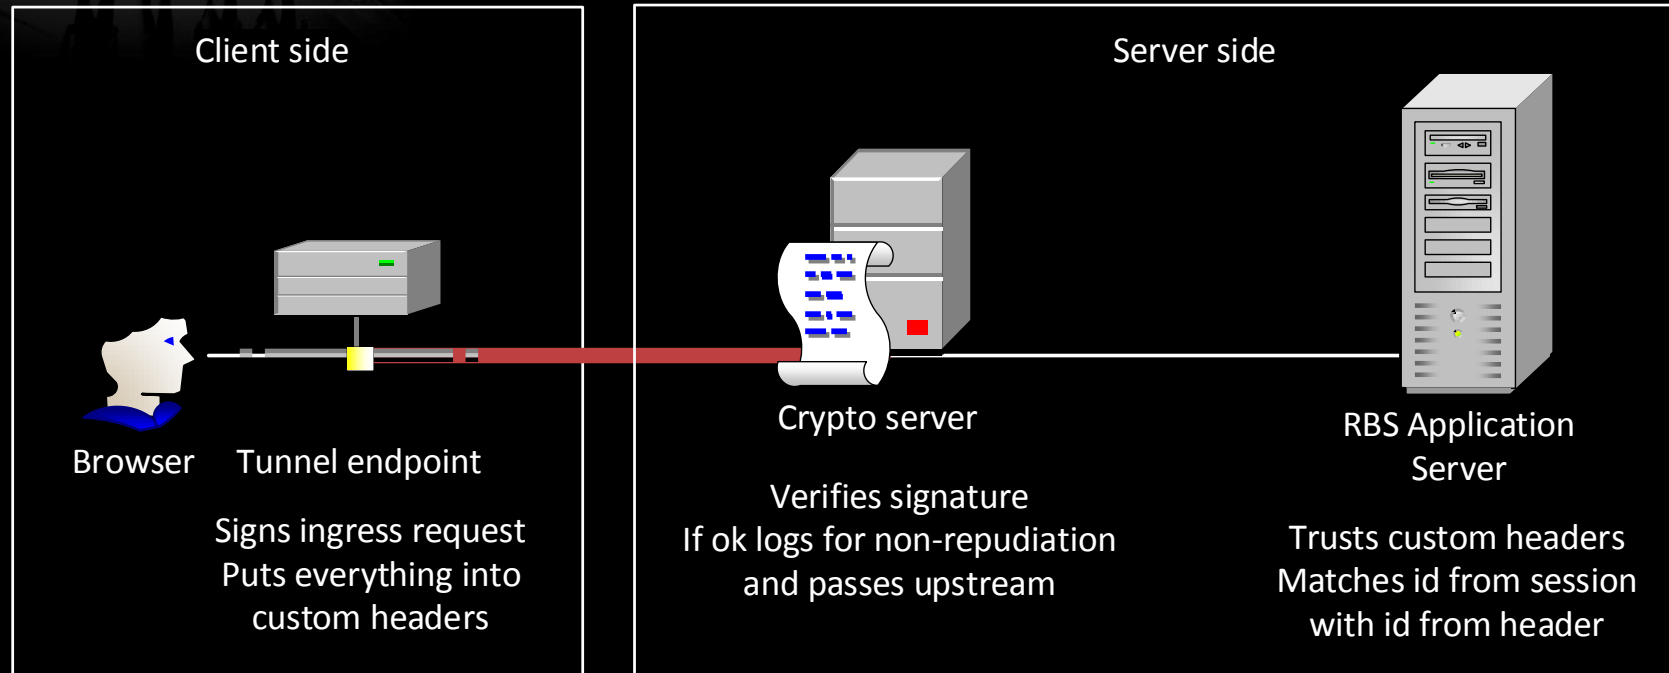 Client side
Server side
Browser
Tunnel endpoint
Signs ingress request
Puts everything into
custom headers
Crypto server
Verifies signature
If ok logs for non-repudiation
and passes upstream
RBS Application
Server
Trusts custom headers
Matches id from session
with id from header